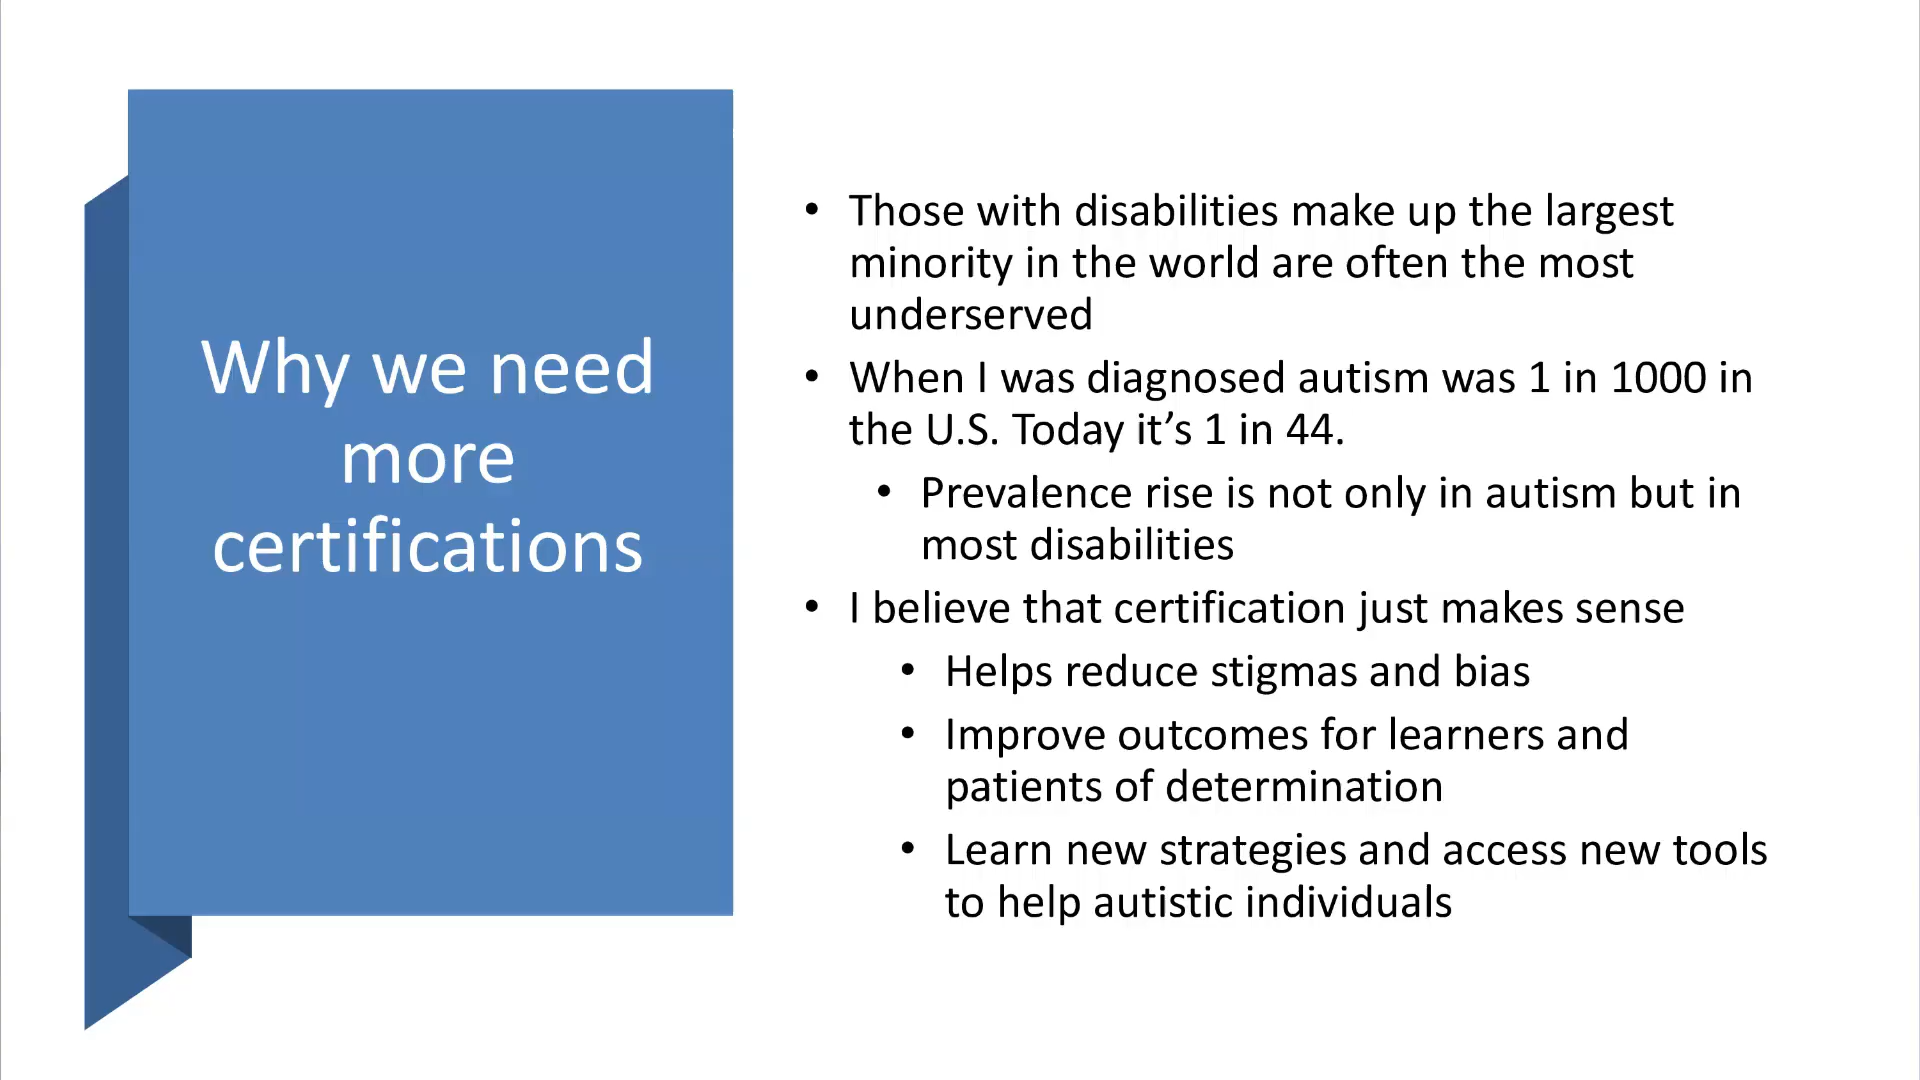 Why we need
more
certifications
• Those with disabilities make up the largest
minority in the world are often the most
underserved
• When I was diagnosed autism was 1 in 1000 in
the U.S. Today it’s 1 in 44.
• Prevalence rise is not only in autism but in
most disabilities
• I believe that certification just makes sense
• Helps reduce stigmas and bias
• Improve outcomes for learners and
patients of determination
• Learn new strategies and access new tools
to help autistic individuals